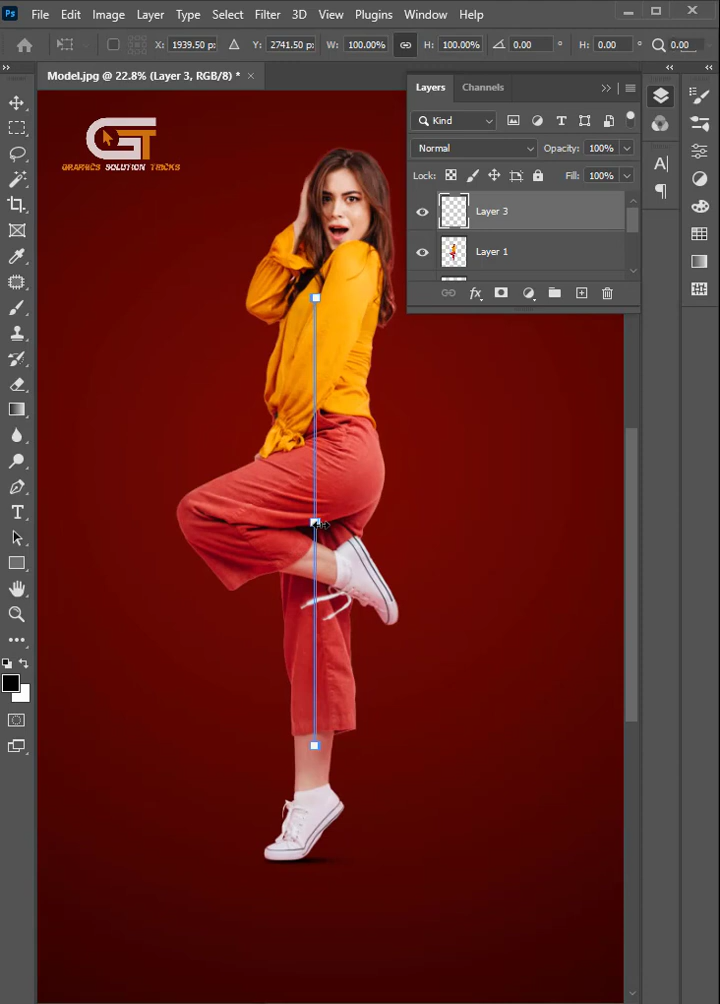 Ps File Edit Image Layer Type Select Filter 3D View Plugins Window Help
X: 1939.50 p: Y: 2741.50 p: W: 100.00% H: 100.00% 0.00 ° H: 0.00 ° 0.00
Model.jpg @ 22.8% (Layer 3, RGB/8) * ×
Layers Channels
Kind
Normal Opacity: 100%
Lock: Fill: 100%
Layer 3
Layer 1
fx
GT
GRAPHICS SOLUTION TRICKS
A
T